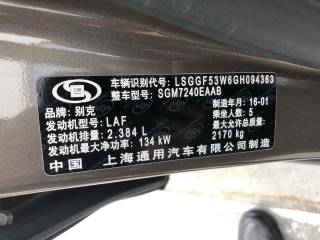 车辆识别代号: LSGGF53W6GH094363
整车型号: SGM7240EAAB
品牌: 别克 制造年月: 16-01
发动机型号: LAF 乘坐人数: 5
发动机排量: 2.384 L 最大允许总质量:
发动机最大净功率: 134 kW 2170 kg
中国 上海通用汽车有限公司